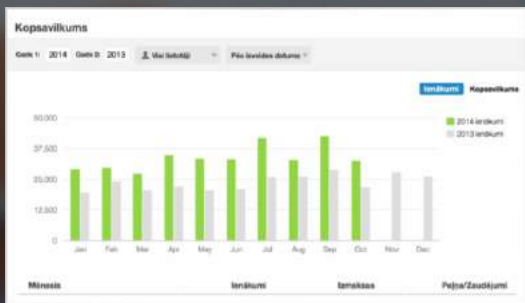 Kopsavilkums
Gads 1: 2014 Gads 2: 2013 Visi lietotāji Pēc izveides datuma
Ienākumi Kopsavilkums
50,000
37,500
25,000
12,500
0
2014 ienākumi
2013 ienākumi
Jan Feb Mar Apr May Jun Jul Aug Sep Oct Nov Dec
Mēnesis Ienākumi Izmaksas Peļņa/Zaudējumi